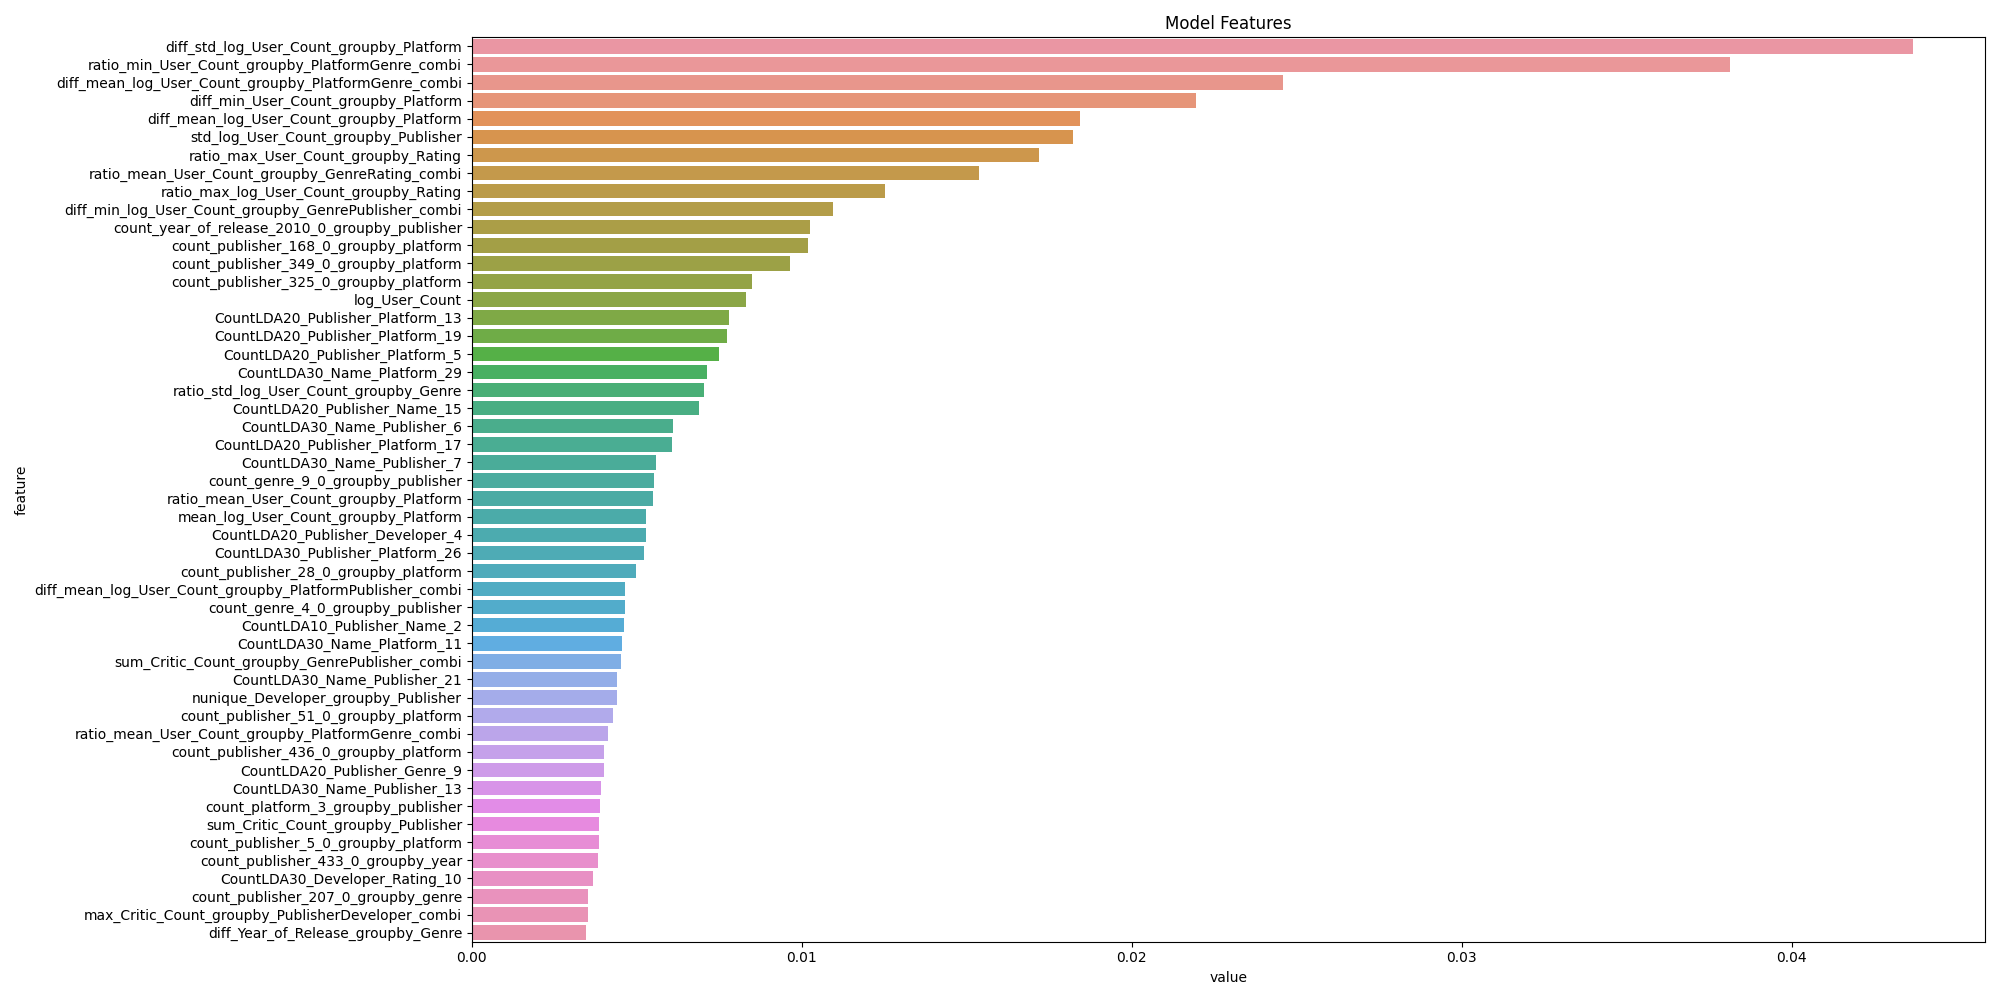 Model Features
diff_std_log_User_Count_groupby_Platform
ratio_min_User_Count_groupby_PlatformGenre_combi
diff_mean_log_User_Count_groupby_PlatformGenre_combi
diff_min_User_Count_groupby_Platform
diff_mean_log_User_Count_groupby_Platform
std_log_User_Count_groupby_Publisher
ratio_max_User_Count_groupby_Rating
ratio_mean_User_Count_groupby_GenreRating_combi
ratio_max_log_User_Count_groupby_Rating
diff_min_log_User_Count_groupby_GenrePublisher_combi
count_year_of_release_2010_0_groupby_publisher
count_publisher_168_0_groupby_platform
count_publisher_349_0_groupby_platform
count_publisher_325_0_groupby_platform
log_User_Count
CountLDA20_Publisher_Platform_13
CountLDA20_Publisher_Platform_19
CountLDA20_Publisher_Platform_5
CountLDA30_Name_Platform_29
ratio_std_log_User_Count_groupby_Genre
CountLDA20_Publisher_Name_15
CountLDA30_Name_Publisher_6
CountLDA20_Publisher_Platform_17
CountLDA30_Name_Publisher_7
count_genre_9_0_groupby_publisher
ratio_mean_User_Count_groupby_Platform
mean_log_User_Count_groupby_Platform
CountLDA20_Publisher_Developer_4
CountLDA30_Publisher_Platform_26
count_publisher_28_0_groupby_platform
diff_mean_log_User_Count_groupby_PlatformPublisher_combi
count_genre_4_0_groupby_publisher
CountLDA10_Publisher_Name_2
CountLDA30_Name_Platform_11
sum_Critic_Count_groupby_GenrePublisher_combi
CountLDA30_Name_Publisher_21
nunique_Developer_groupby_Publisher
count_publisher_51_0_groupby_platform
ratio_mean_User_Count_groupby_PlatformGenre_combi
count_publisher_436_0_groupby_platform
CountLDA20_Publisher_Genre_9
CountLDA30_Name_Publisher_13
count_platform_3_groupby_publisher
sum_Critic_Count_groupby_Publisher
count_publisher_5_0_groupby_platform
count_publisher_433_0_groupby_year
CountLDA30_Developer_Rating_10
count_publisher_207_0_groupby_genre
max_Critic_Count_groupby_PublisherDeveloper_combi
diff_Year_of_Release_groupby_Genre
feature
0.00 0.01 0.02 0.03 0.04
value